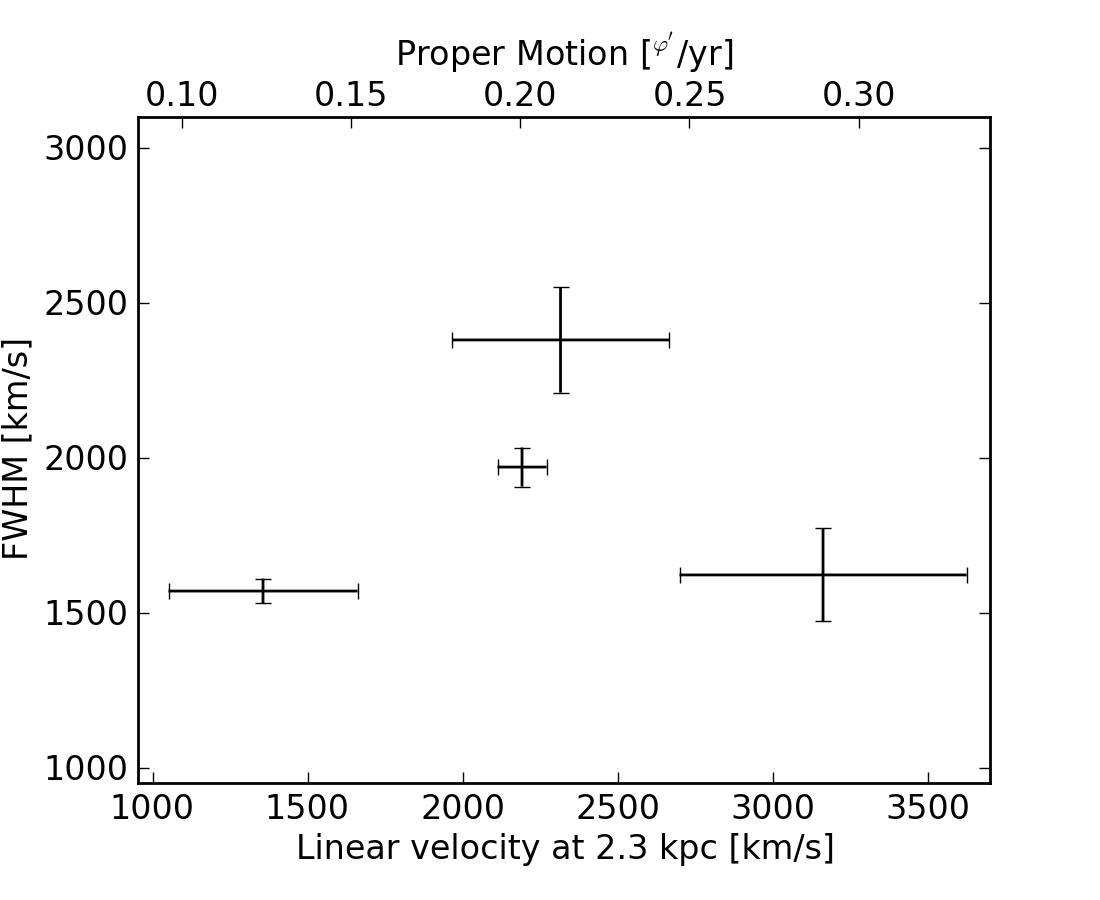 Proper Motion [φ′/yr]
0.10 0.15 0.20 0.25 0.30
3000
2500
2000
1500
1000
FWHM [km/s]
1000 1500 2000 2500 3000 3500
Linear velocity at 2.3 kpc [km/s]